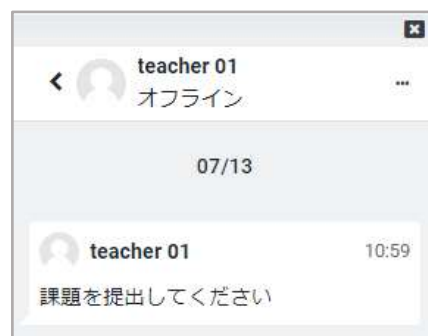 teacher 01
オフライン
07/13
teacher 01 10:59
課題を提出してください